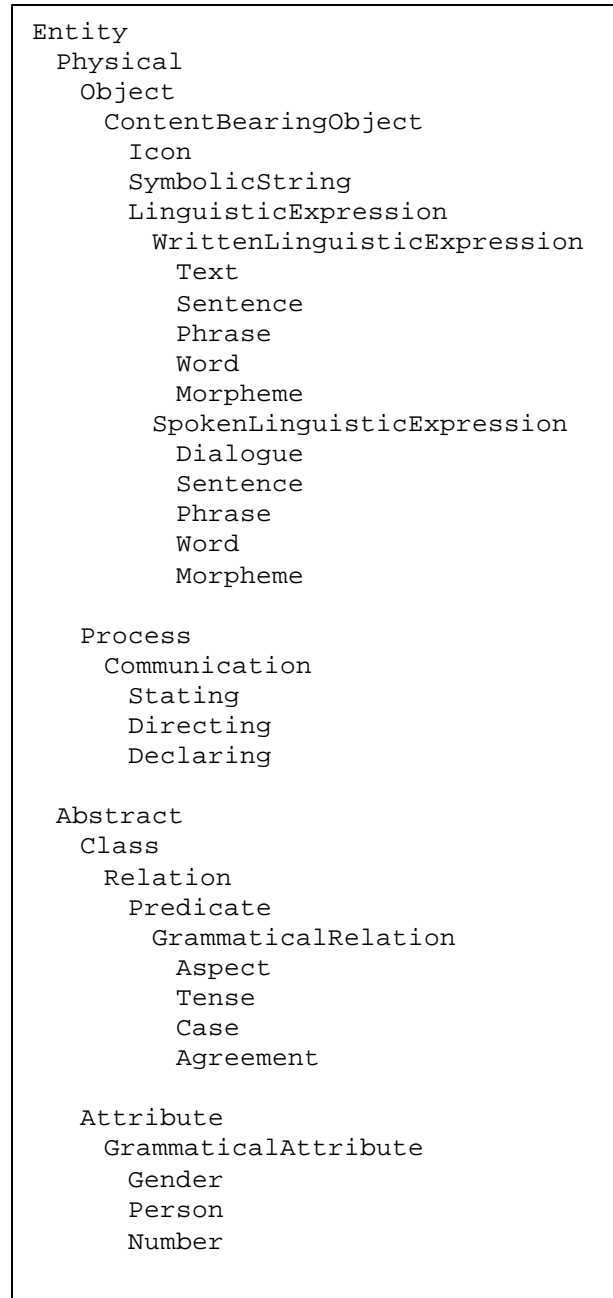 Entity
Physical
Object
ContentBearingObject
Icon
SymbolicString
LinguisticExpression
WrittenLinguisticExpression
Text
Sentence
Phrase
Word
Morpheme
SpokenLinguisticExpression
Dialogue
Sentence
Phrase
Word
Morpheme
Process
Communication
Stating
Directing
Declaring
Abstract
Class
Relation
Predicate
GrammaticalRelation
Aspect
Tense
Case
Agreement
Attribute
GrammaticalAttribute
Gender
Person
Number